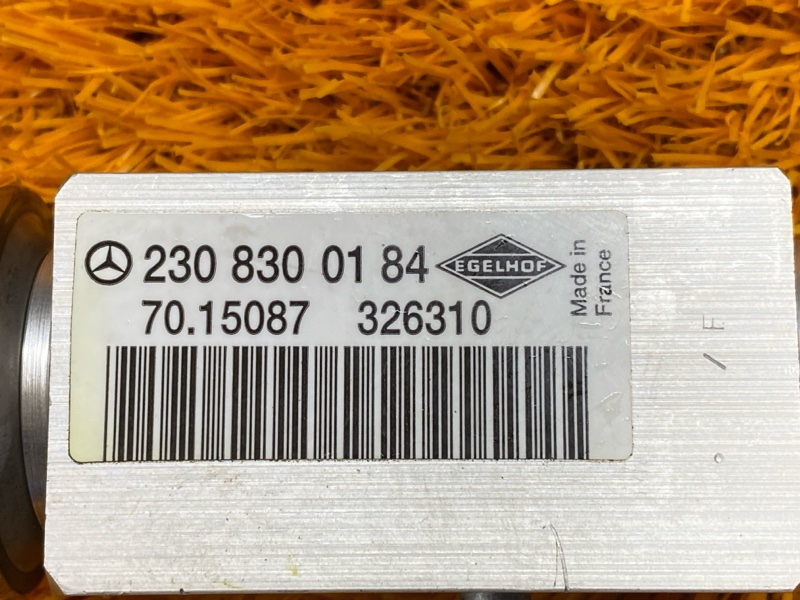 230 830 01 84 EGELHOF
70.15087 326310
Made in
France
F